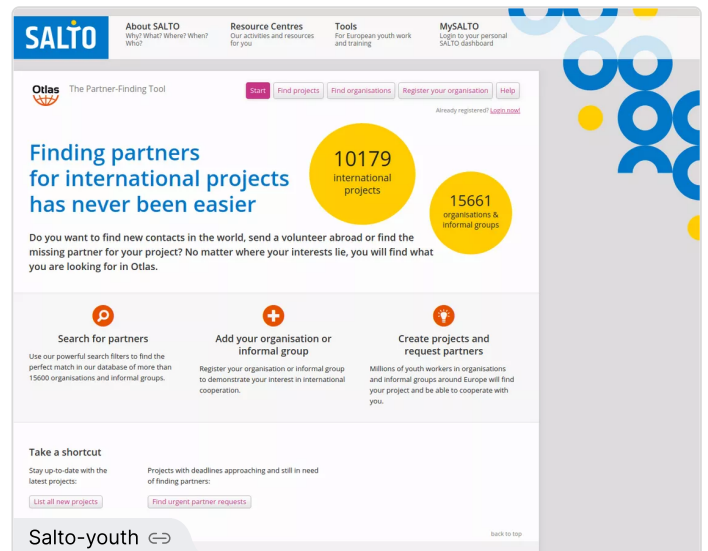 SALTO
About SALTO
Why? What? Where? When?
Who?
Resource Centres
Our activities and resources
for you
Tools
For European youth work
and training
MySALTO
Login to your personal
SALTO dashboard
Otlas
The Partner-Finding Tool
Start
Find projects
Find organisations
Register your organisation
Help
Already registered? Login now!
Finding partners
for international projects
has never been easier
10179
international
projects
15661
organisations &
informal groups
Do you want to find new contacts in the world, send a volunteer abroad or find the
missing partner for your project? No matter where your interests lie, you will find what
you are looking for in Otlas.
Search for partners
Use our powerful search filters to find the
perfect match in our database of more than
15600 organisations and informal groups.
Add your organisation or
informal group
Register your organisation or informal group
to demonstrate your interest in international
cooperation.
Create projects and
request partners
Millions of youth workers in organisations
and informal groups around Europe will find
your project and be able to cooperate with
you.
Take a shortcut
Stay up-to-date with the
latest projects:
List all new projects
Projects with deadlines approaching and still in need
of finding partners:
Find urgent partner requests
back to top
Salto-youth